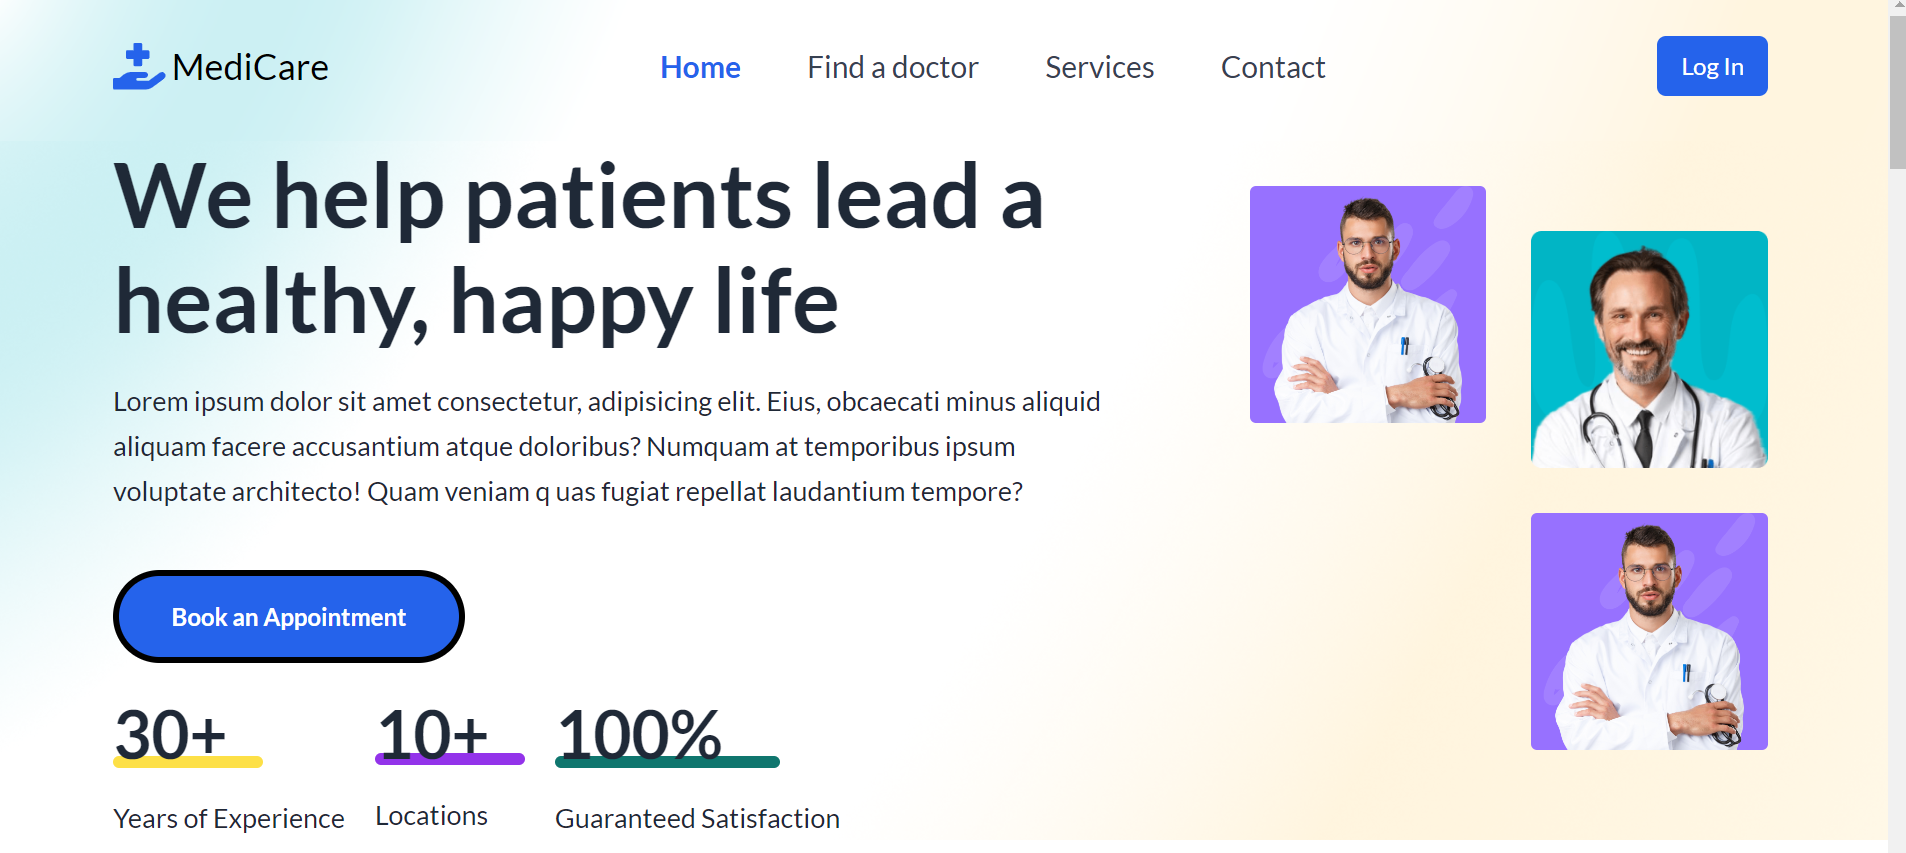 MediCare
Home
Find a doctor
Services
Contact
Log In
We help patients lead a
healthy, happy life
Lorem ipsum dolor sit amet consectetur, adipisicing elit. Eius, obcaecati minus aliquid
aliquam facere accusantium atque doloribus? Numquam at temporibus ipsum
voluptate architecto! Quam veniam q uas fugiat repellat laudantium tempore?
Book an Appointment
30+
Years of Experience
10+
Locations
100%
Guaranteed Satisfaction